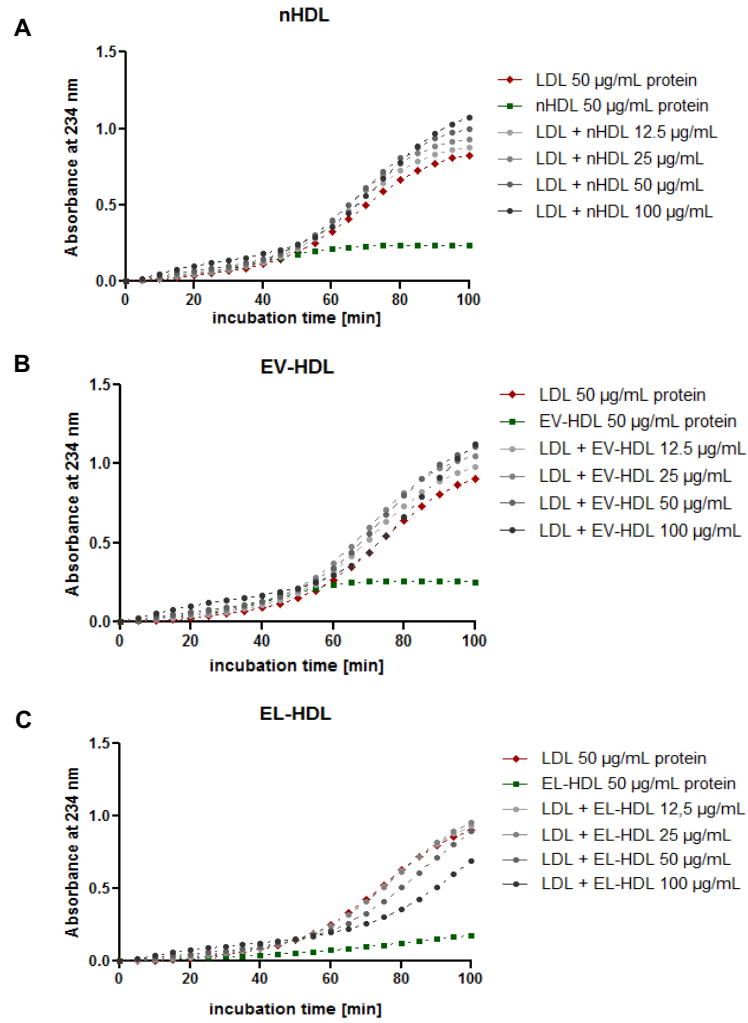 A
nHDL
1.5
1.0
0.5
0.0
Absorbance at 234 nm
0 20 40 60 80 100
incubation time [min]
LDL 50 µg/mL protein
nHDL 50 µg/mL protein
LDL + nHDL 12.5 µg/mL
LDL + nHDL 25 µg/mL
LDL + nHDL 50 µg/mL
LDL + nHDL 100 µg/mL
B
EV-HDL
1.5
1.0
0.5
0.0
Absorbance at 234 nm
0 20 40 60 80 100
incubation time [min]
LDL 50 µg/mL protein
EV-HDL 50 µg/mL protein
LDL + EV-HDL 12.5 µg/mL
LDL + EV-HDL 25 µg/mL
LDL + EV-HDL 50 µg/mL
LDL + EV-HDL 100 µg/mL
C
EL-HDL
1.5
1.0
0.5
0.0
Absorbance at 234 nm
0 20 40 60 80 100
incubation time [min]
LDL 50 µg/mL protein
EL-HDL 50 µg/mL protein
LDL + EL-HDL 12,5 µg/mL
LDL + EL-HDL 25 µg/mL
LDL + EL-HDL 50 µg/mL
LDL + EL-HDL 100 µg/mL